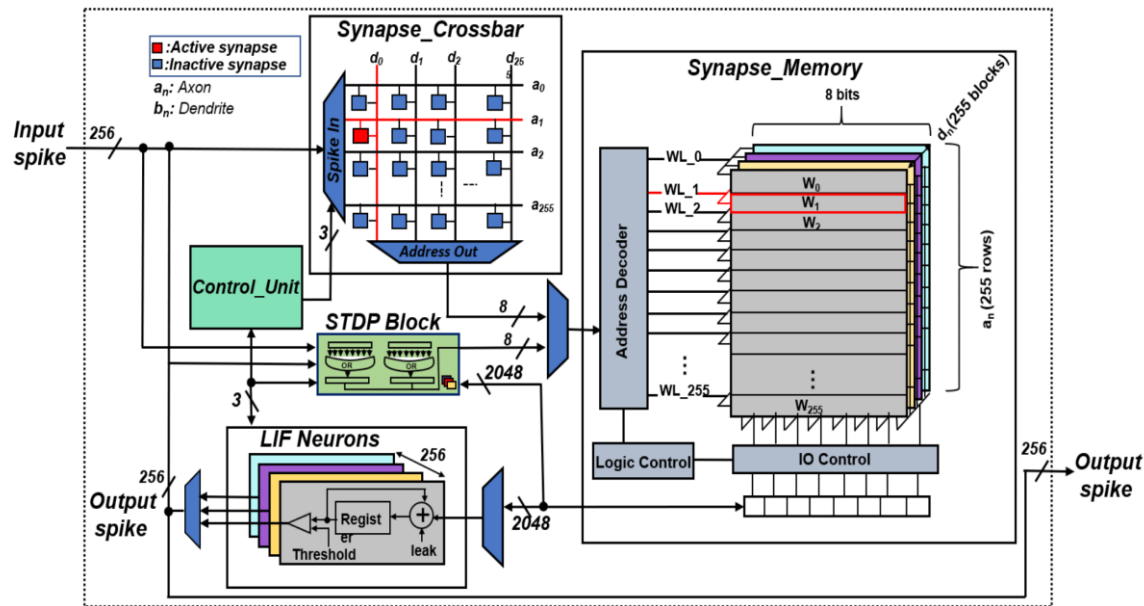 Synapse_Crossbar
:Active synapse
:Inactive synapse
aₙ: Axon
bₙ: Dendrite
d₀
d₁
d₂
d₂₅
5
a₀
a₁
a₂
a₂₅₅
Spike In
Address Out
Input
spike
256
3
Control_Unit
STDP Block
OR
OR
8
8
2048
3
LIF Neurons
256
Regist
er
+
Threshold
leak
256
Output
spike
2048
Synapse_Memory
8 bits
dₙ(255 blocks)
aₙ (255 rows)
Address Decoder
WL_0
WL_1
WL_2
WL_255
W₀
W₁
W₂
W₂₅₅
Logic Control
IO Control
256
Output
spike